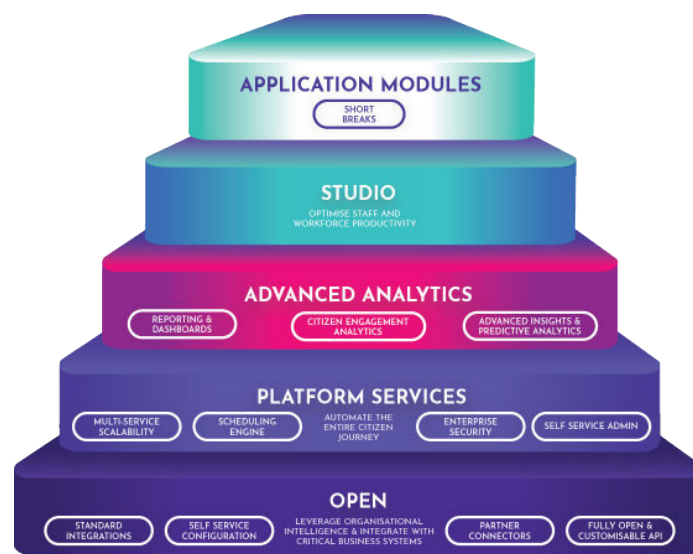 APPLICATION MODULES
SHORT
BREAKS
STUDIO
OPTIMISE STAFF AND
WORKFORCE PRODUCTIVITY
ADVANCED ANALYTICS
REPORTING &
DASHBOARDS
CITIZEN ENGAGEMENT
ANALYTICS
ADVANCED INSIGHTS &
PREDICTIVE ANALYTICS
PLATFORM SERVICES
MULTI-SERVICE
SCALABILITY
SCHEDULING
ENGINE
AUTOMATE THE
ENTIRE CITIZEN
JOURNEY
ENTERPRISE
SECURITY
SELF SERVICE ADMIN
OPEN
STANDARD
INTEGRATIONS
SELF SERVICE
CONFIGURATION
LEVERAGE ORGANISATIONAL
INTELLIGENCE & INTEGRATE WITH
CRITICAL BUSINESS SYSTEMS
PARTNER
CONNECTORS
FULLY OPEN &
CUSTOMISABLE API